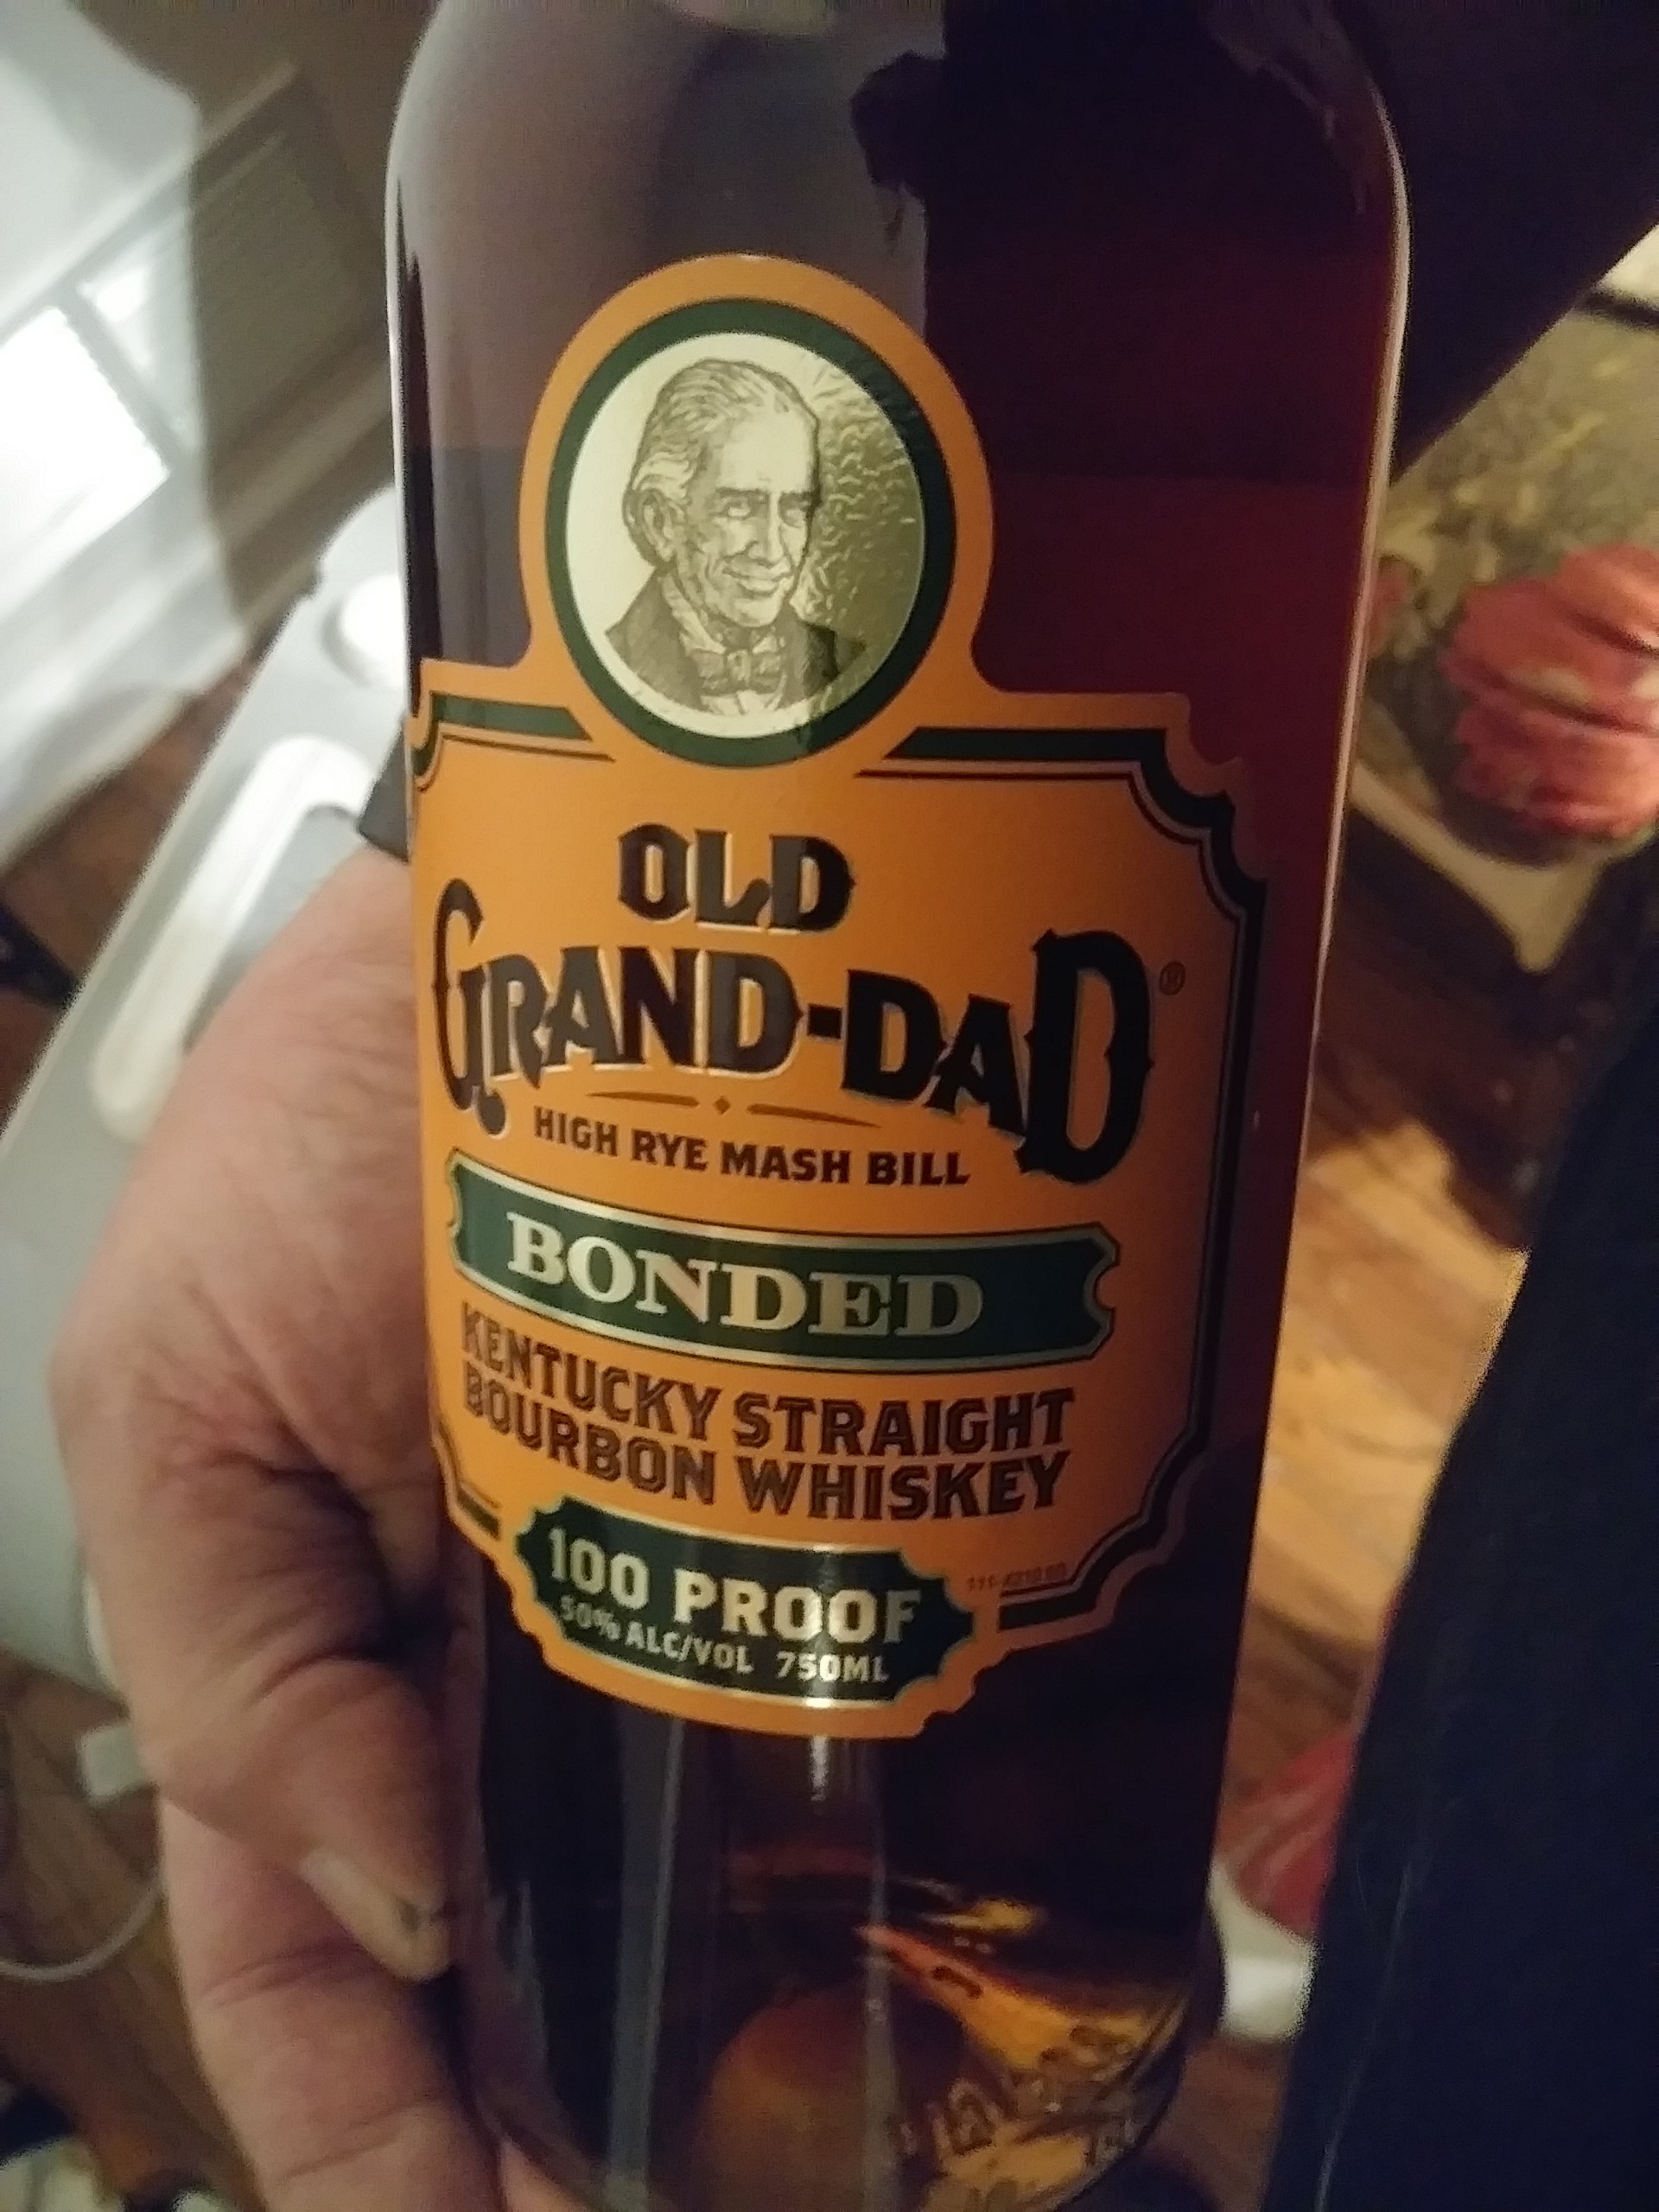 OLD
GRAND-DAD®
HIGH RYE MASH BILL
BONDED
KENTUCKY STRAIGHT
BOURBON WHISKEY
100 PROOF
50% ALC/VOL 750ML